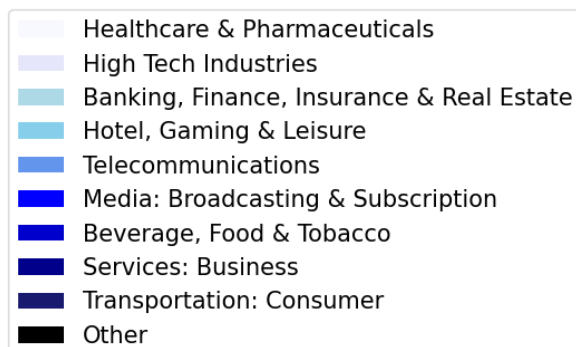 Healthcare & Pharmaceuticals
High Tech Industries
Banking, Finance, Insurance & Real Estate
Hotel, Gaming & Leisure
Telecommunications
Media: Broadcasting & Subscription
Beverage, Food & Tobacco
Services: Business
Transportation: Consumer
Other